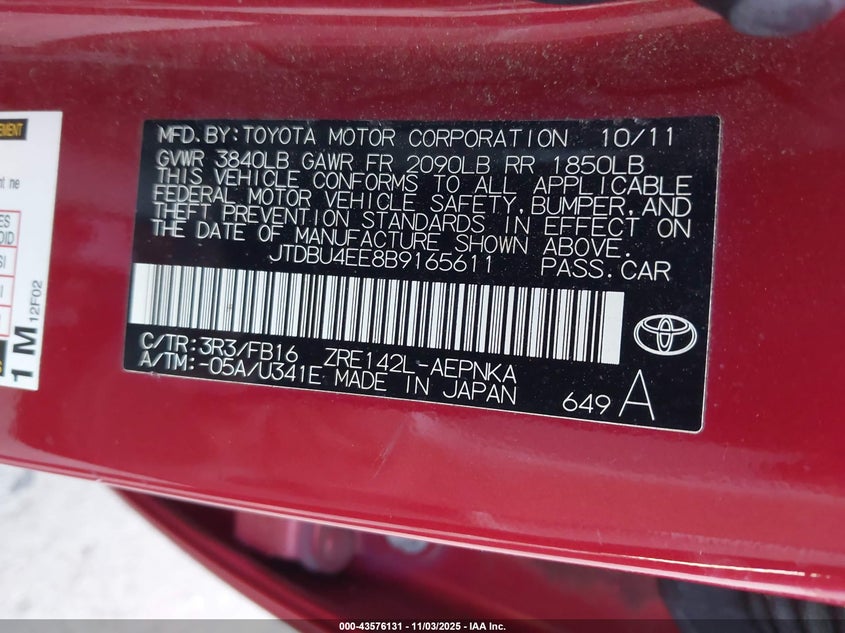 MFD. BY: TOYOTA MOTOR CORPORATION 10/11
GVWR 3840LB GAWR FR 2090LB RR 1850LB
THIS VEHICLE CONFORMS TO ALL APPLICABLE
FEDERAL MOTOR VEHICLE SAFETY, BUMPER, AND
THEFT PREVENTION STANDARDS IN EFFECT ON
THE DATE OF MANUFACTURE SHOWN ABOVE.
JTDBU4EE8B9165611 PASS. CAR
C/TR: 3R3/FB16 ZRE142L-AEPNKA
A/TM: -05A/U341E MADE IN JAPAN
649 A
1 M 12F02
000-43576131 - 11/03/2025 - IAA Inc.